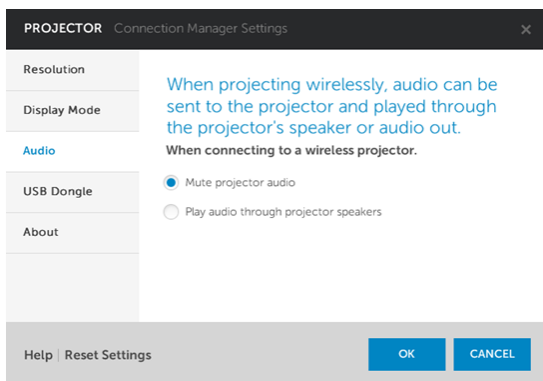 PROJECTOR Connection Manager Settings
Resolution
Display Mode
Audio
USB Dongle
About
When projecting wirelessly, audio can be
sent to the projector and played through
the projector's speaker or audio out.
When connecting to a wireless projector.
Mute projector audio
Play audio through projector speakers
Help | Reset Settings
OK
CANCEL